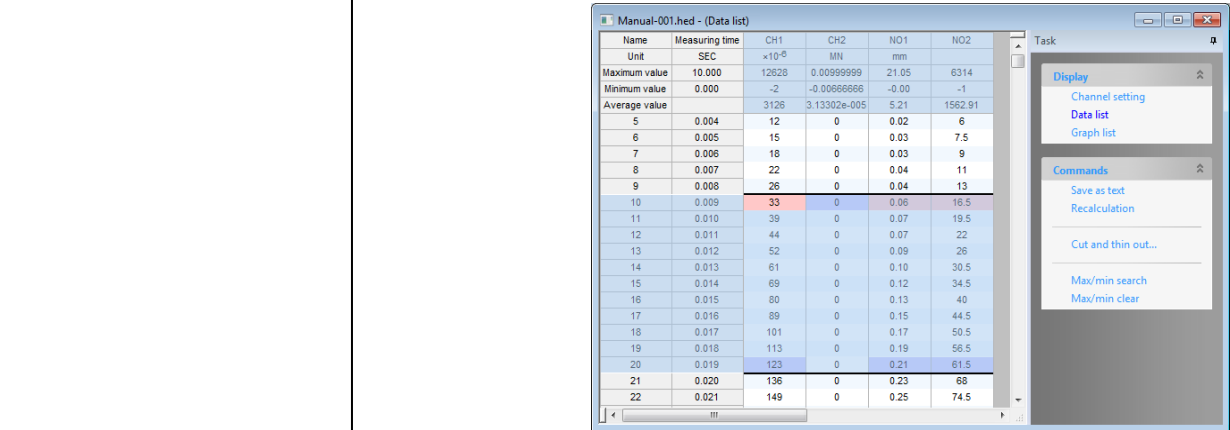 Manual-001.hed - (Data list)
Name Measuring time CH1 CH2 NO1 NO2
Unit SEC ×10-6 MN mm
Maximum value 10.000 12628 0.00999999 21.05 6314
Minimum value 0.000 -2 -0.00666666 -0.00 -1
Average value 3126 3.13302e-005 5.21 1562.91
5 0.004 12 0 0.02 6
6 0.005 15 0 0.03 7.5
7 0.006 18 0 0.03 9
8 0.007 22 0 0.04 11
9 0.008 26 0 0.04 13
10 0.009 33 0 0.06 16.5
11 0.010 39 0 0.07 19.5
12 0.011 44 0 0.07 22
13 0.012 52 0 0.09 26
14 0.013 61 0 0.10 30.5
15 0.014 69 0 0.12 34.5
16 0.015 80 0 0.13 40
17 0.016 89 0 0.15 44.5
18 0.017 101 0 0.17 50.5
19 0.018 113 0 0.19 56.5
20 0.019 123 0 0.21 61.5
21 0.020 136 0 0.23 68
22 0.021 149 0 0.25 74.5
Task
Display
Channel setting
Data list
Graph list
Commands
Save as text
Recalculation
Cut and thin out...
Max/min search
Max/min clear